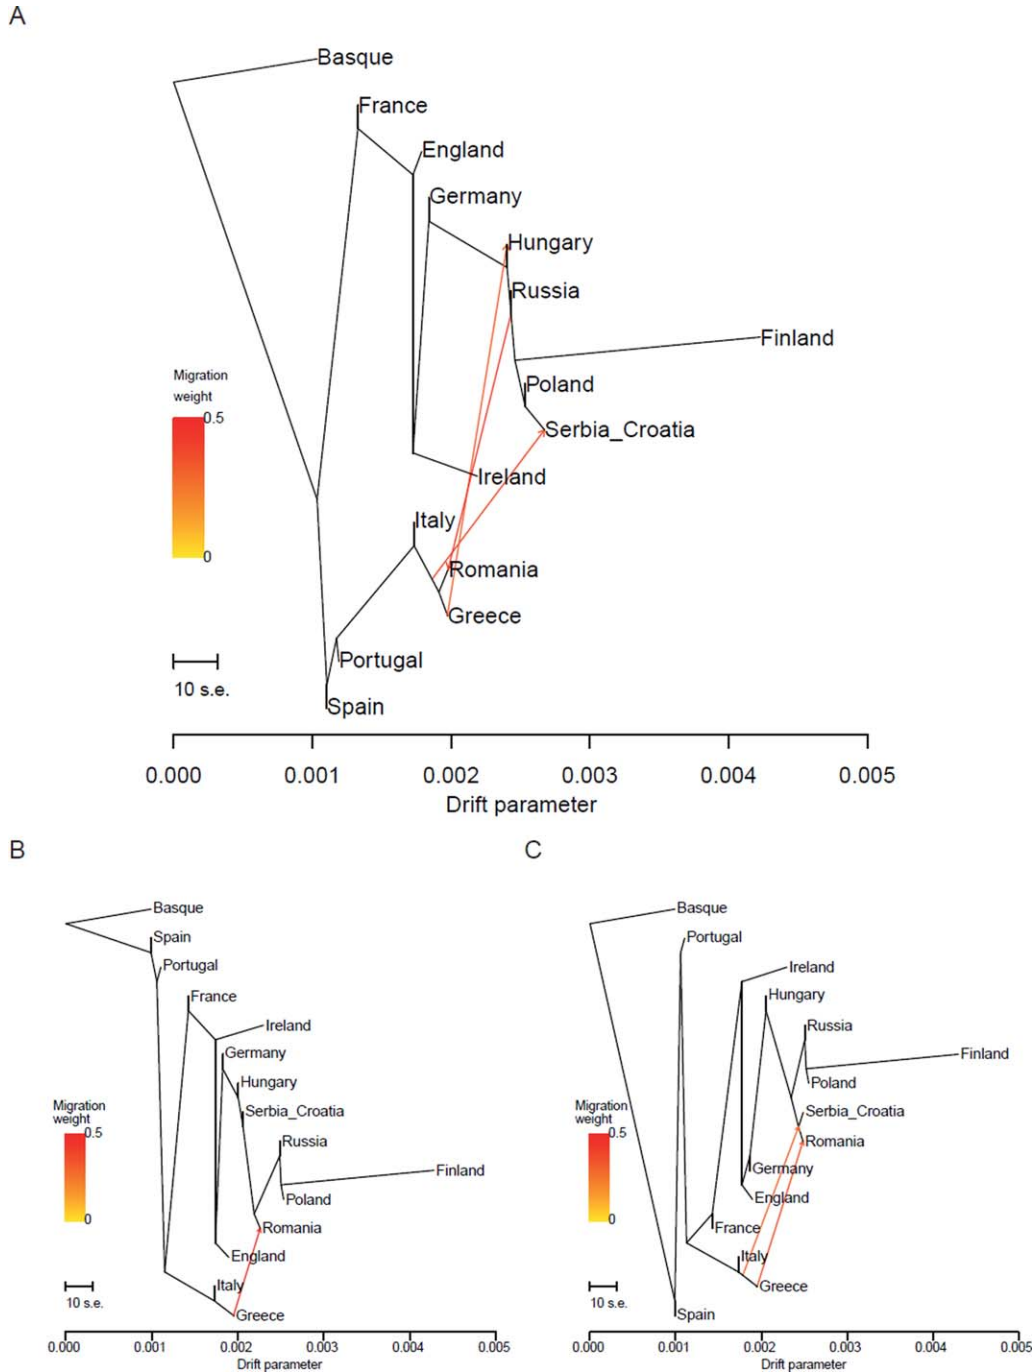 A
Basque
France
England
Germany
Hungary
Russia
Finland
Migration
weight
0.5
Poland
Serbia_Croatia
Ireland
Italy
0
Romania
Greece
Portugal
10 s.e.
Spain
0.000 0.001 0.002 0.003 0.004 0.005
Drift parameter
B
Basque
Spain
Portugal
France
Ireland
Germany
Hungary
Migration
weight
Serbia_Croatia
0.5
Russia
Finland
Poland
0
Romania
England
Italy
10 s.e.
Greece
0.000 0.001 0.002 0.003 0.004 0.005
Drift parameter
C
Basque
Portugal
Ireland
Hungary
Russia
Finland
Poland
Migration
weight
Serbia_Croatia
0.5
Romania
Germany
England
0
France
Italy
Greece
10 s.e.
Spain
0.000 0.001 0.002 0.003 0.004 0.005
Drift parameter